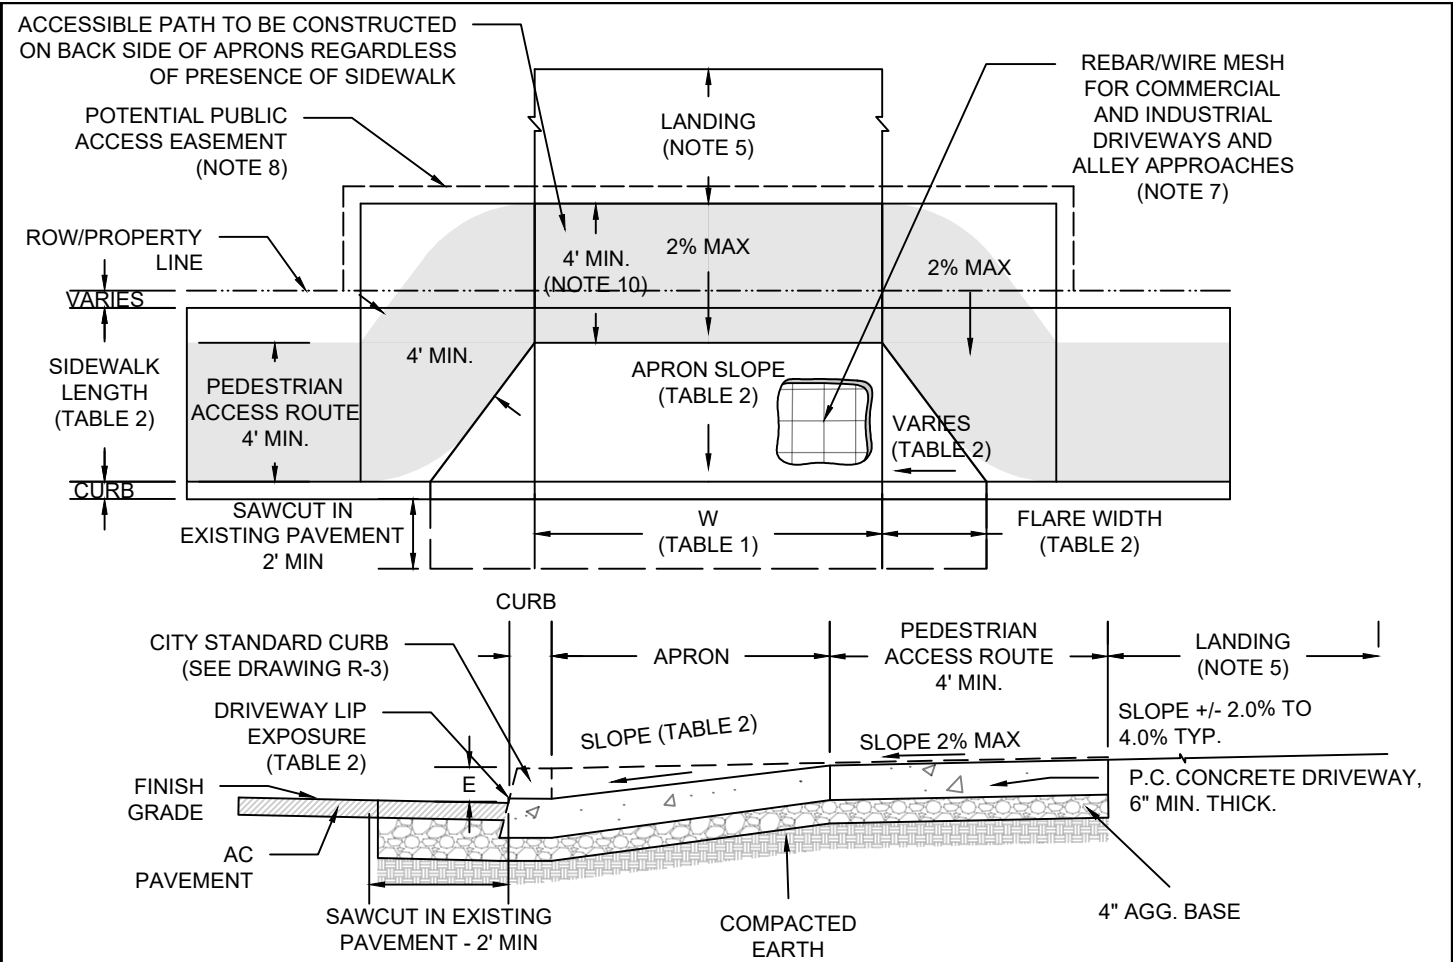 ACCESSIBLE PATH TO BE CONSTRUCTED
ON BACK SIDE OF APRONS REGARDLESS
OF PRESENCE OF SIDEWALK
POTENTIAL PUBLIC
ACCESS EASEMENT
(NOTE 8)
ROW/PROPERTY
LINE
VARIES
SIDEWALK
LENGTH
(TABLE 2)
CURB
PEDESTRIAN
ACCESS ROUTE
4' MIN.
4' MIN.
LANDING
(NOTE 5)
4' MIN.
(NOTE 10)
2% MAX
2% MAX
REBAR/WIRE MESH
FOR COMMERCIAL
AND INDUSTRIAL
DRIVEWAYS AND
ALLEY APPROACHES
(NOTE 7)
APRON SLOPE
(TABLE 2)
VARIES
(TABLE 2)
SAWCUT IN
EXISTING PAVEMENT
2' MIN
W
(TABLE 1)
FLARE WIDTH
(TABLE 2)
CURB
CITY STANDARD CURB
(SEE DRAWING R-3)
APRON
PEDESTRIAN
ACCESS ROUTE
4' MIN.
LANDING
(NOTE 5)
DRIVEWAY LIP
EXPOSURE
(TABLE 2)
SLOPE (TABLE 2)
SLOPE 2% MAX
SLOPE +/- 2.0% TO
4.0% TYP.
E
FINISH
GRADE
P.C. CONCRETE DRIVEWAY,
6" MIN. THICK.
AC
PAVEMENT
SAWCUT IN EXISTING
PAVEMENT - 2' MIN
COMPACTED
EARTH
4" AGG. BASE